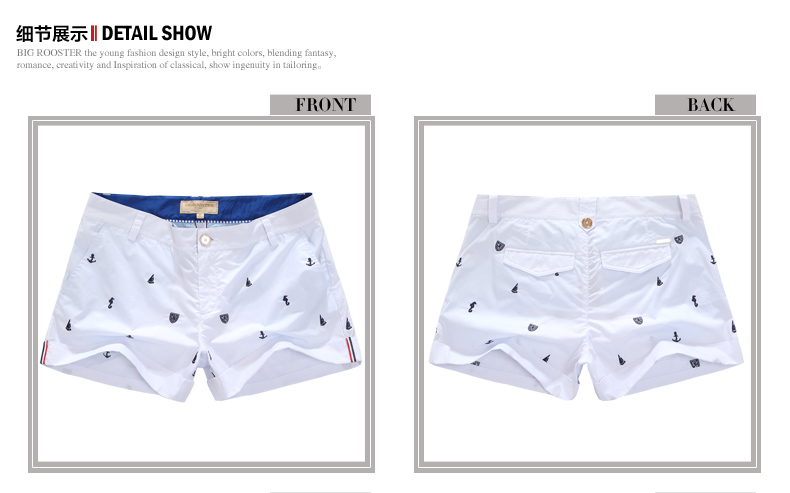 细节展示 DETAIL SHOW
BIG ROOSTER the young fashion design style, bright colors, blending fantasy,
romance, creativity and Inspiration of classical, show ingenuity in tailoring。
FRONT
BACK